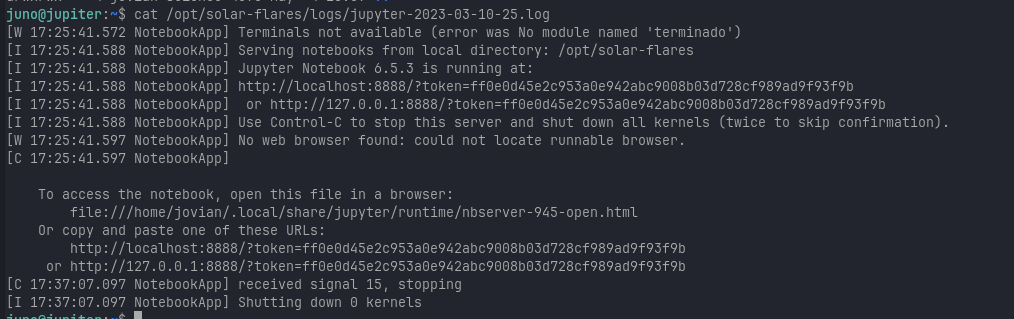 juno@jupiter:~$ cat /opt/solar-flares/logs/jupyter-2023-03-10-25.log
[W 17:25:41.572 NotebookApp] Terminals not available (error was No module named 'terminado')
[I 17:25:41.588 NotebookApp] Serving notebooks from local directory: /opt/solar-flares
[I 17:25:41.588 NotebookApp] Jupyter Notebook 6.5.3 is running at:
[I 17:25:41.588 NotebookApp] http://localhost:8888/?token=ff0e0d45e2c953a0e942abc9008b03d728cf989ad9f93f9b
[I 17:25:41.588 NotebookApp]  or http://127.0.0.1:8888/?token=ff0e0d45e2c953a0e942abc9008b03d728cf989ad9f93f9b
[I 17:25:41.588 NotebookApp] Use Control-C to stop this server and shut down all kernels (twice to skip confirmation).
[W 17:25:41.597 NotebookApp] No web browser found: could not locate runnable browser.
[C 17:25:41.597 NotebookApp]
To access the notebook, open this file in a browser:
file:///home/jovian/.local/share/jupyter/runtime/nbserver-945-open.html
Or copy and paste one of these URLs:
http://localhost:8888/?token=ff0e0d45e2c953a0e942abc9008b03d728cf989ad9f93f9b
or http://127.0.0.1:8888/?token=ff0e0d45e2c953a0e942abc9008b03d728cf989ad9f93f9b
[C 17:37:07.097 NotebookApp] received signal 15, stopping
[I 17:37:07.097 NotebookApp] Shutting down 0 kernels
juno@jupiter:~$